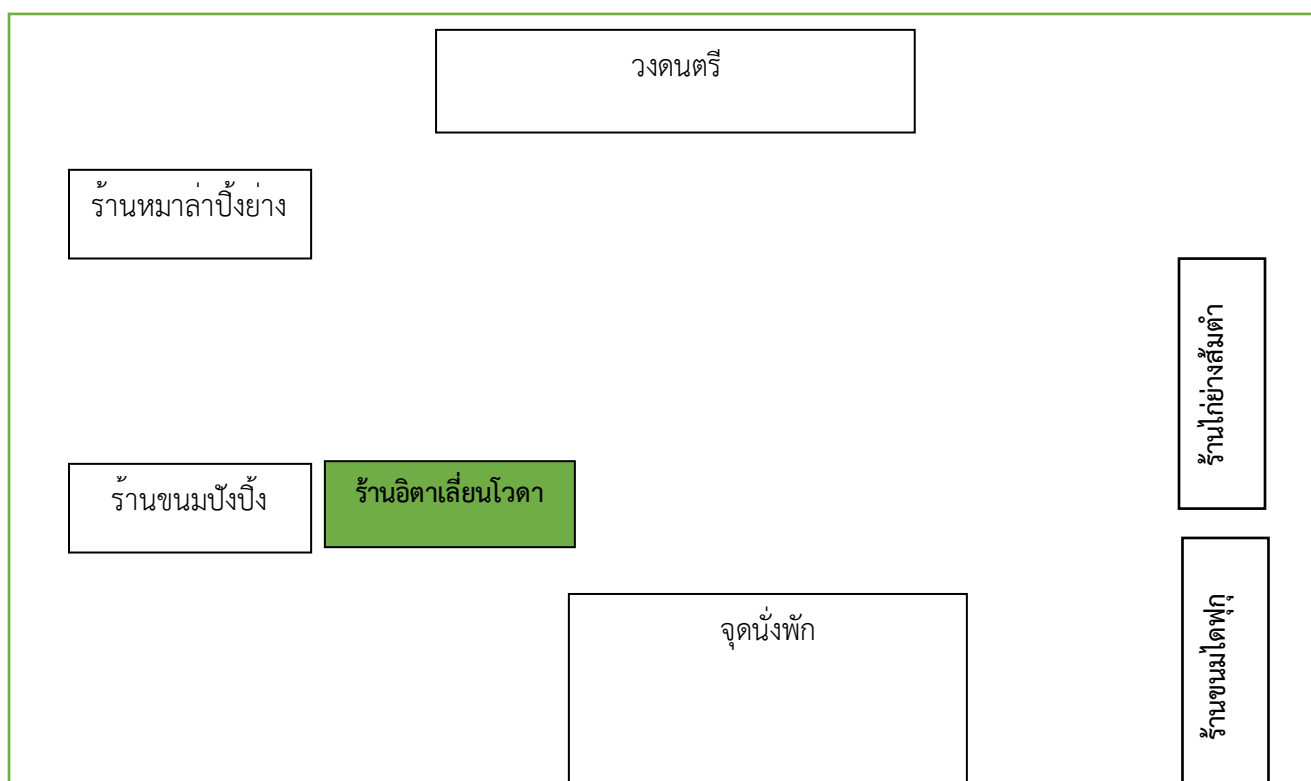 วงดนตรี
ร้านหมาล่าปิ้งย่าง
ร้านไก่ย่างส้มตำ
ร้านขนมปังปิ้ง
ร้านอิตาเลี่ยนโวดา
จุดนั่งพัก
ร้านขนมไดฟุกุ